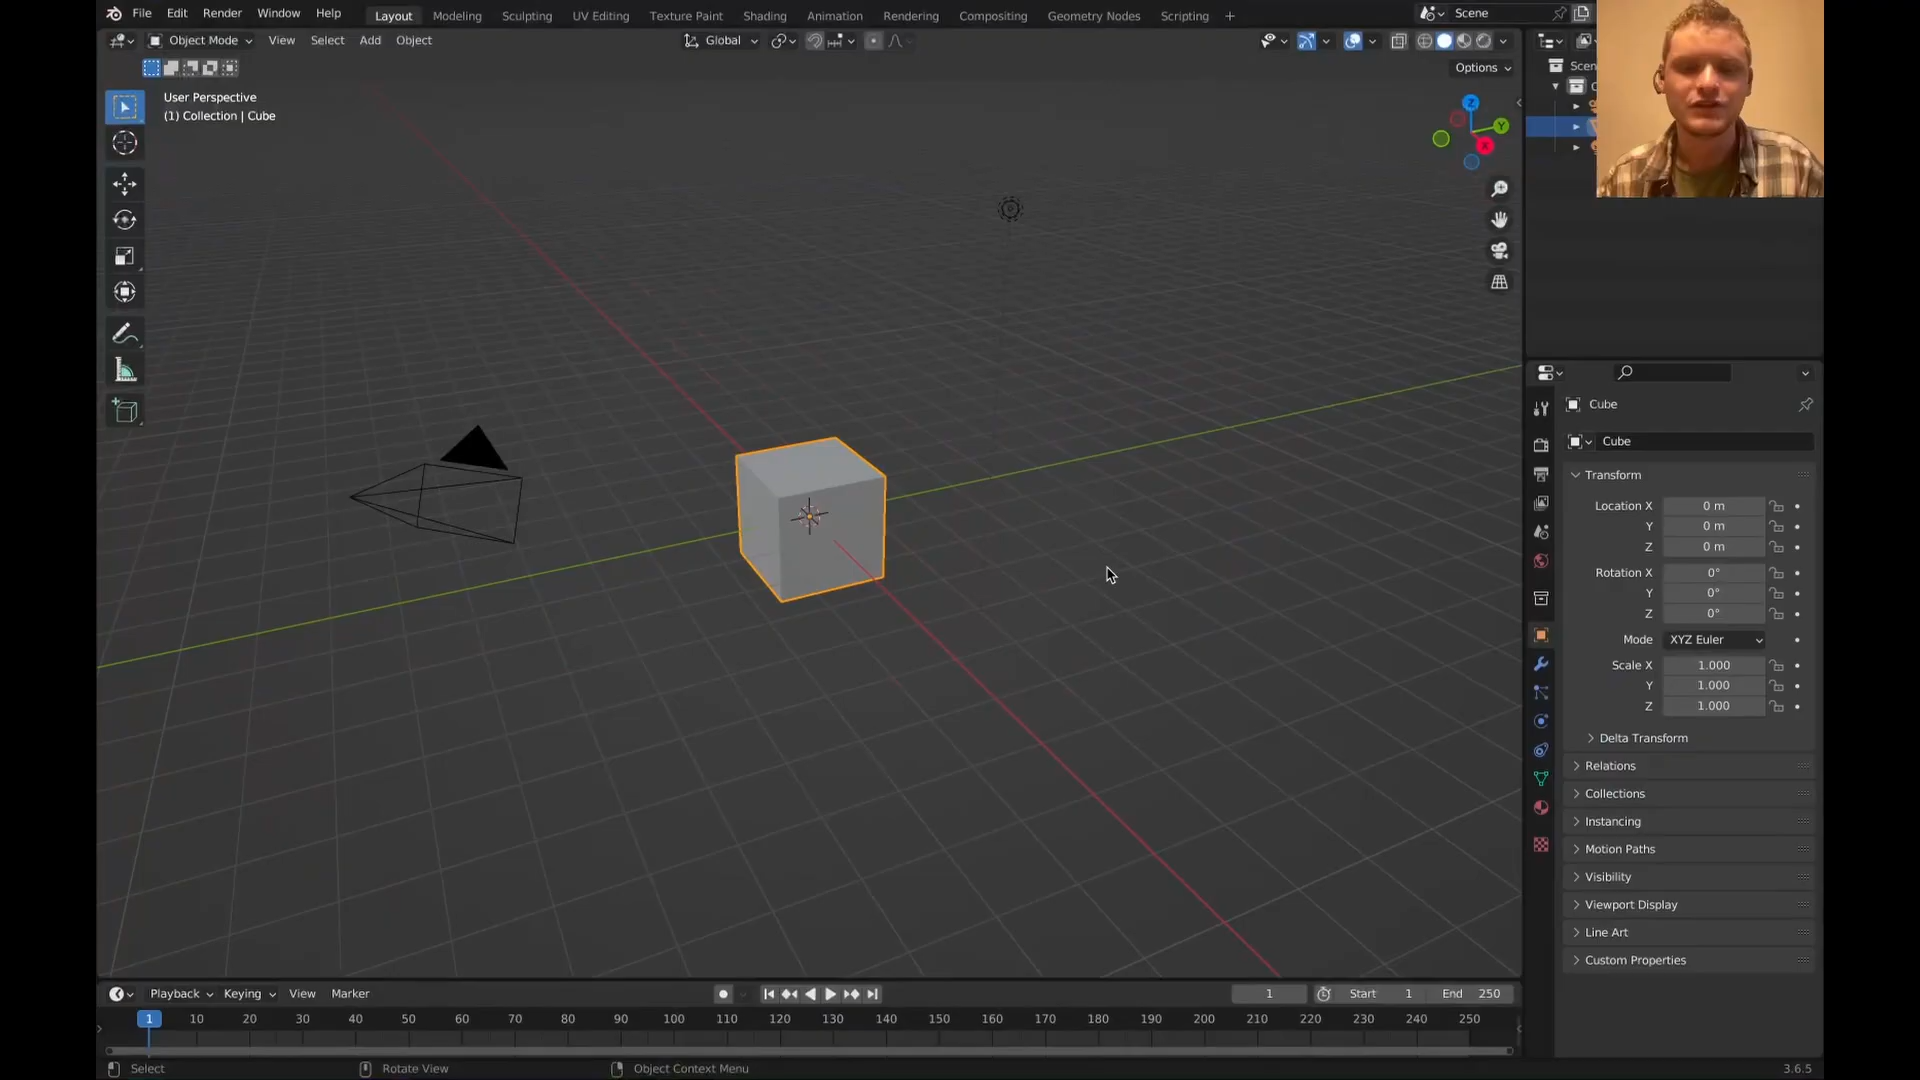 File Edit Render Window Help
Layout Modeling Sculpting UV Editing Texture Paint Shading Animation Rendering Compositing Geometry Nodes Scripting +
Scene
Object Mode View Select Add Object
Global
Options
User Perspective
(1) Collection | Cube
Z
Y
X
Scen
C
Cube
Cube
Transform
Location X 0 m
Y 0 m
Z 0 m
Rotation X 0°
Y 0°
Z 0°
Mode XYZ Euler
Scale X 1.000
Y 1.000
Z 1.000
Delta Transform
Relations
Collections
Instancing
Motion Paths
Visibility
Viewport Display
Line Art
Custom Properties
Playback Keying View Marker
1 Start 1 End 250
1 10 20 30 40 50 60 70 80 90 100 110 120 130 140 150 160 170 180 190 200 210 220 230 240 250
Select Rotate View Object Context Menu 3.6.5